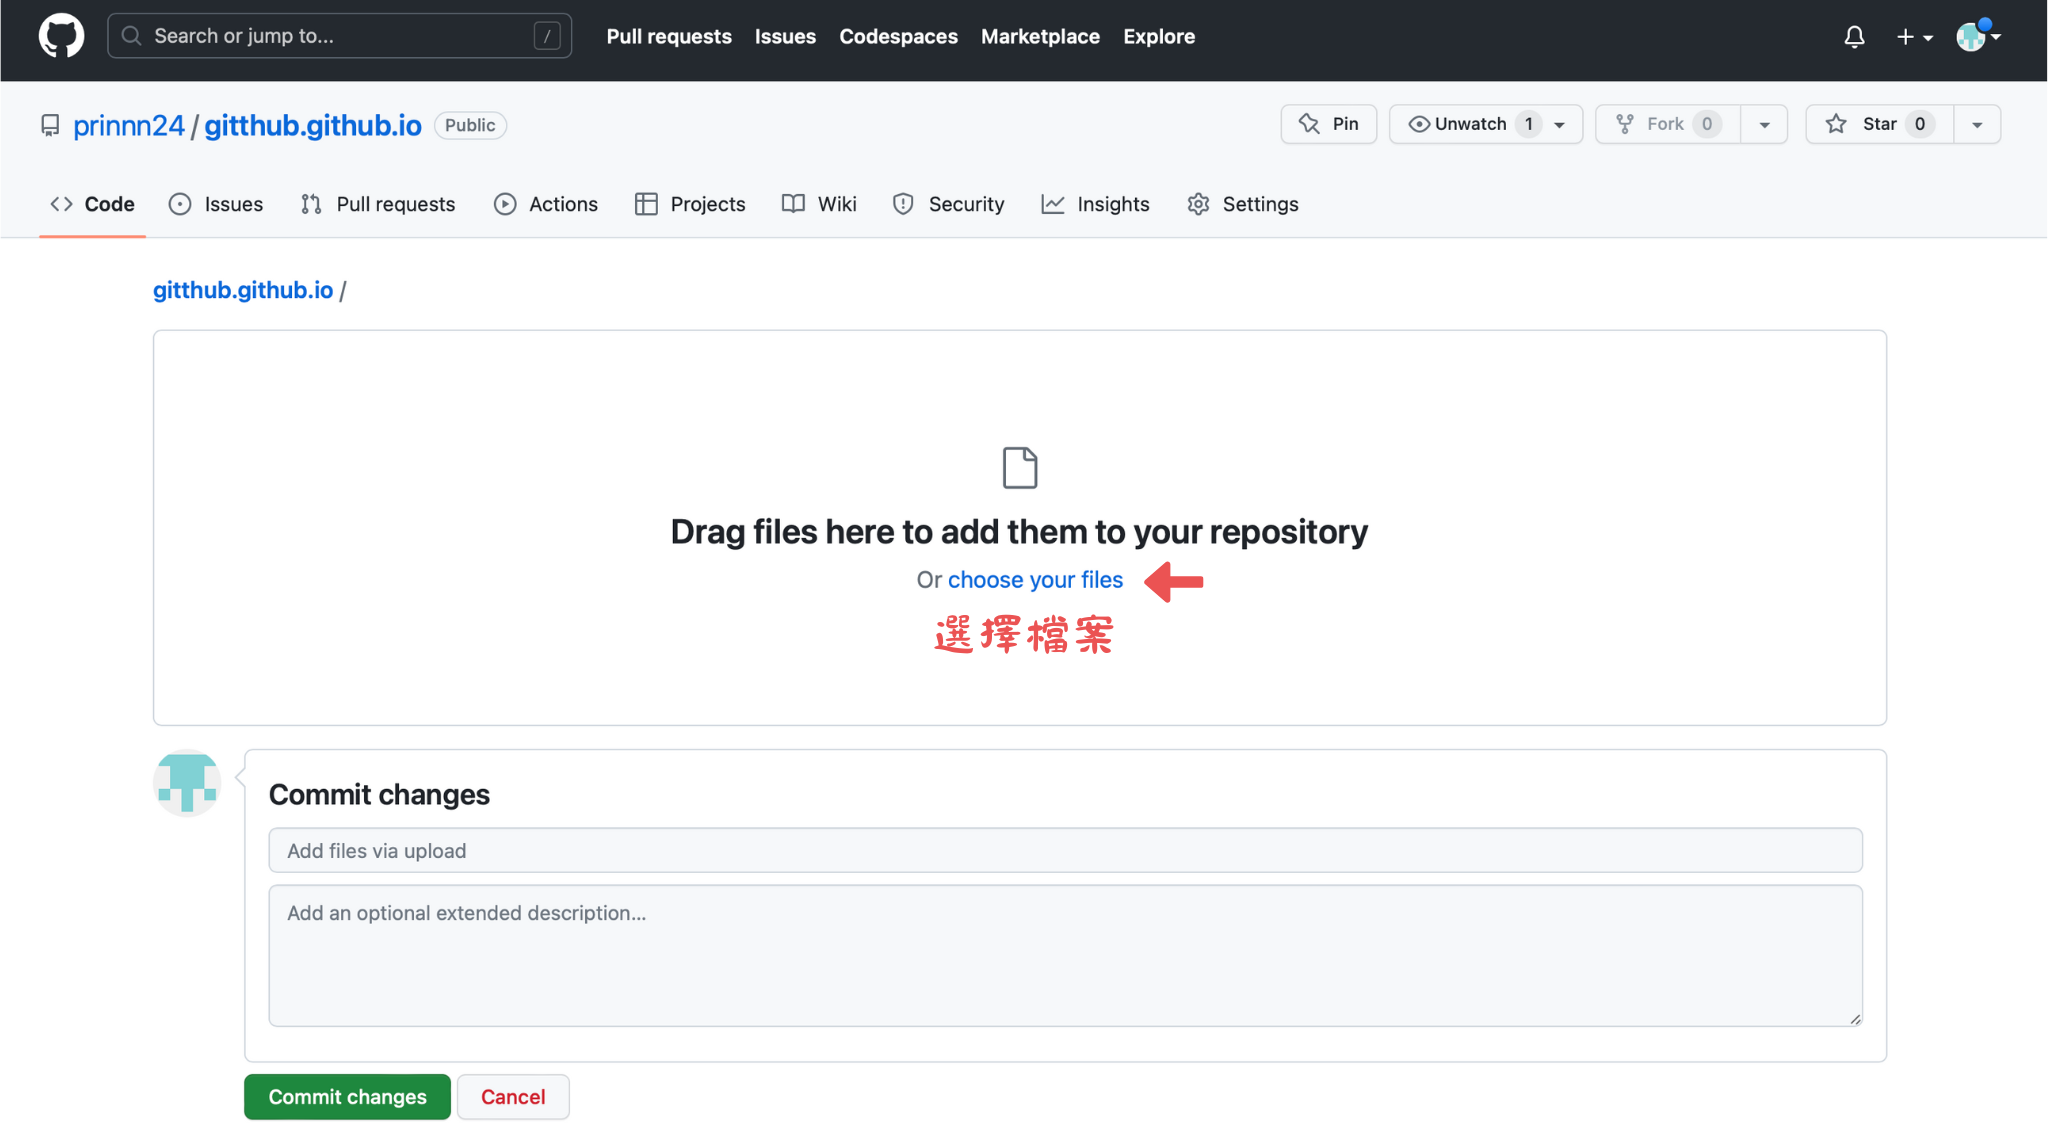 Search or jump to... /
Pull requests Issues Codespaces Marketplace Explore
prinnn24 / gitthub.github.io Public
Pin Unwatch 1 Fork 0 Star 0
Code Issues Pull requests Actions Projects Wiki Security Insights Settings
gitthub.github.io /
Drag files here to add them to your repository
Or choose your files
選擇檔案
Commit changes
Add files via upload
Add an optional extended description...
Commit changes Cancel